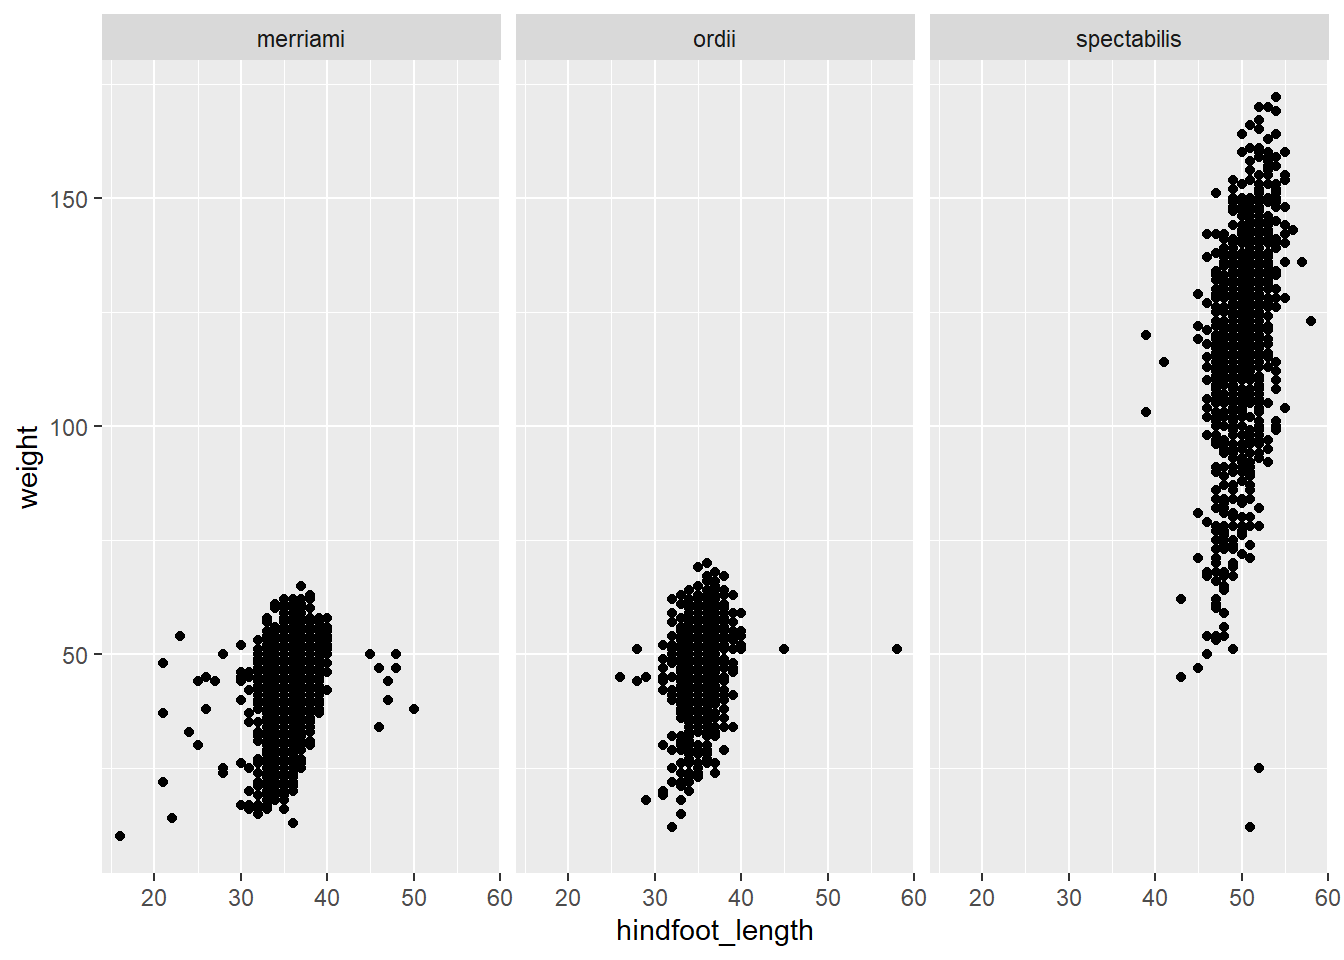 merriami ordii spectabilis
150
100
50
20 30 40 50 60 20 30 40 50 60 20 30 40 50 60
hindfoot_length
weight